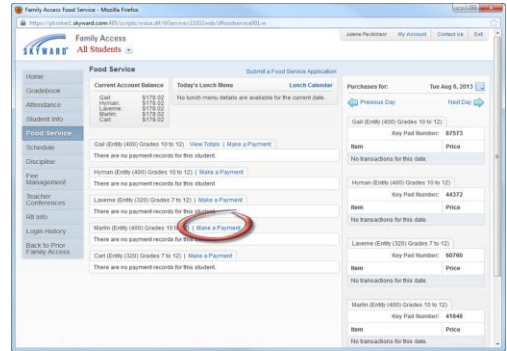 Family Access Food Service - Mozilla Firefox
Family Access
All Students
SKYWARD
My Account Contact Us Exit
Home
Gradebook
Attendance
Student Info
Food Service
Schedule
Discipline
Fee Management
Teacher Conferences
RtI Info
Login History
Back to Prior Family Access
Food Service
Submit a Food Service Application
Current Account Balance
Gail: $178.02
Hyman: $178.02
Laverne: $178.02
Martin: $178.02
Carl: $178.02
Today's Lunch Menu Lunch Calendar
No lunch menu details are available for the current date.
Gail (Entity (400) Grades 10 to 12) View Totals | Make a Payment
There are no payment records for this student.
Hyman (Entity (400) Grades 10 to 12) | Make a Payment
There are no payment records for this student.
Laverne (Entity (320) Grades 7 to 12) | Make a Payment
There are no payment records for this student.
Martin (Entity (400) Grades 10 to 12) | Make a Payment
There are no payment records for this student.
Carl (Entity (320) Grades 7 to 12) | Make a Payment
There are no payment records for this student.
Purchases for: Tue Aug 6, 2013
Previous Day Next Day
Gail (Entity (400) Grades 10 to 12)
Key Pad Number: 87573
Item Price
No transactions for this date.
Hyman (Entity (400) Grades 10 to 12)
Key Pad Number: 44372
Item Price
No transactions for this date.
Laverne (Entity (320) Grades 7 to 12)
Key Pad Number: 60760
Item Price
No transactions for this date.
Martin (Entity (400) Grades 10 to 12)
Key Pad Number: 41846
Item Price
No transactions for this date.